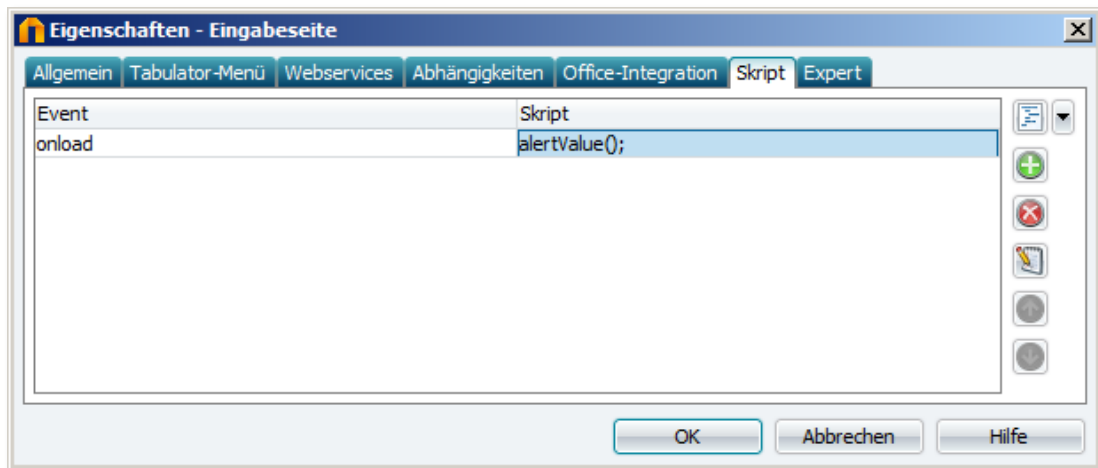 Eigenschaften - Eingabeseite
Allgemein Tabulator-Menü Webservices Abhängigkeiten Office-Integration Skript Expert
Event Skript
onload alertValue();
OK Abbrechen Hilfe